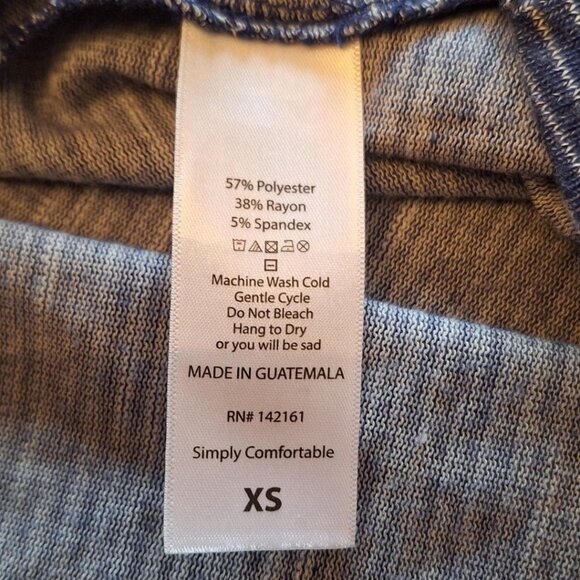 57% Polyester
38% Rayon
5% Spandex
Machine Wash Cold
Gentle Cycle
Do Not Bleach
Hang to Dry
or you will be sad
MADE IN GUATEMALA
RN# 142161
Simply Comfortable
XS